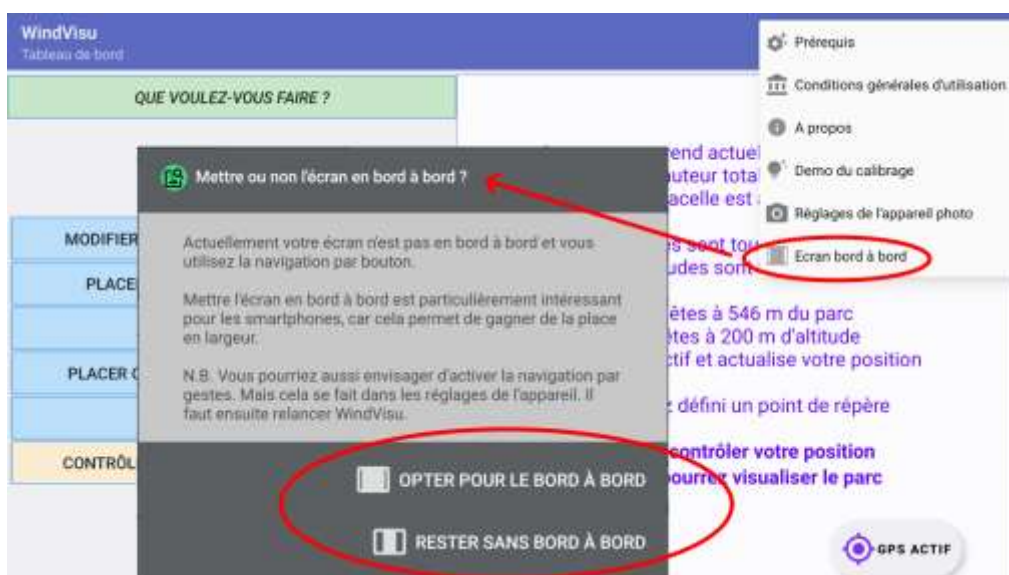 WindVisu
Tableau de bord
QUE VOULEZ-VOUS FAIRE ?
MODIFIER
PLACE
PLACER
CONTRÔL
Mettre ou non l'écran en bord à bord ?
Actuellement votre écran n'est pas en bord à bord et vous
utilisez la navigation par bouton.
Mettre l'écran en bord à bord est particulièrement intéressant
pour les smartphones, car cela permet de gagner de la place
en largeur.
N.B. Vous pourriez aussi envisager d'activer la navigation par
gestes. Mais cela se fait dans les réglages de l'appareil. Il
faut ensuite relancer WindVisu.
OPTER POUR LE BORD À BORD
RESTER SANS BORD À BORD
Prérequis
Conditions générales d'utilisation
A propos
Demo du calibrage
Réglages de l'appareil photo
Ecran bord à bord
rend actuel
auteur total
acelle est
s sont tou
udes sont
êtes à 546 m du parc
êtes à 200 m d'altitude
ctif et actualise votre position
z défini un point de répère
contrôler votre position
pourrez visualiser le parc
GPS ACTIF